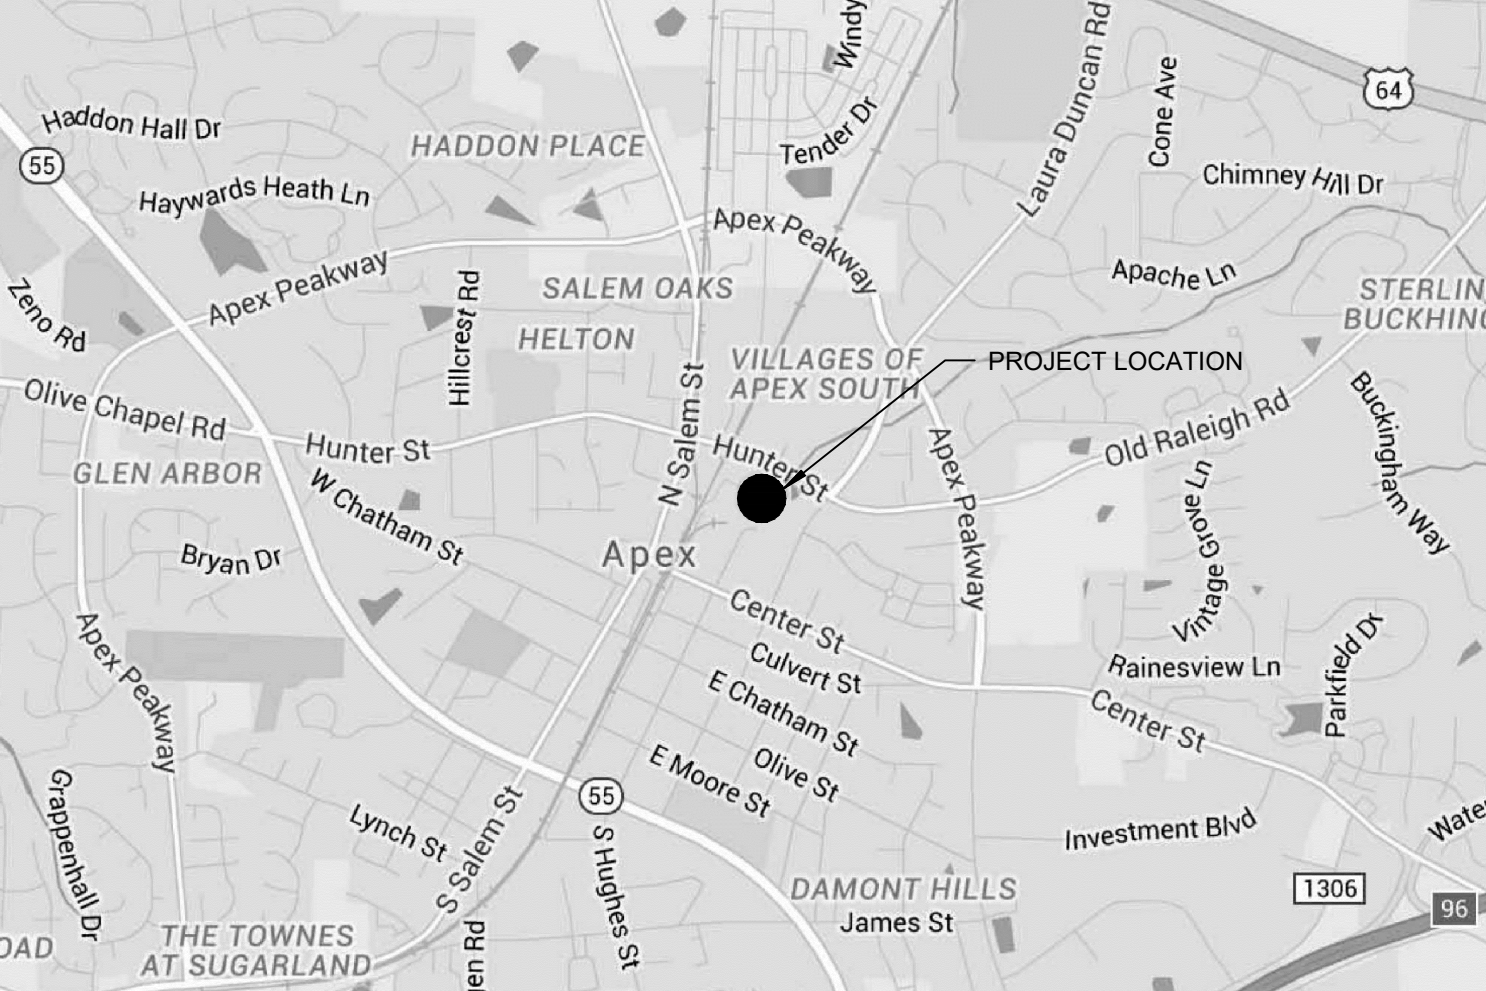 Windy
Laura Duncan Rd
64
Cone Ave
Haddon Hall Dr
55
HADDON PLACE
Tender Dr
Chimney Hill Dr
Haywards Heath Ln
Apex Peakway
Apex Peakway
Apache Ln
Zeno Rd
Hillcrest Rd
SALEM OAKS
HELTON
VILLAGES OF
APEX SOUTH
PROJECT LOCATION
Olive Chapel Rd
Hunter St
N Salem St
Hunter St
Old Raleigh Rd
Buckingham Way
GLEN ARBOR
W Chatham St
Apex Peakway
Vintage Grove Ln
Bryan Dr
Apex
Center St
Culvert St
E Chatham St
Olive St
E Moore St
Rainesview Ln
Parkfield Dr
Center St
Apex Peakway
Grappenhall Dr
Lynch St
S Salem St
55
S Hughes St
Investment Blvd
1306
96
DAMONT HILLS
James St
THE TOWNES
AT SUGARLAND
Rd